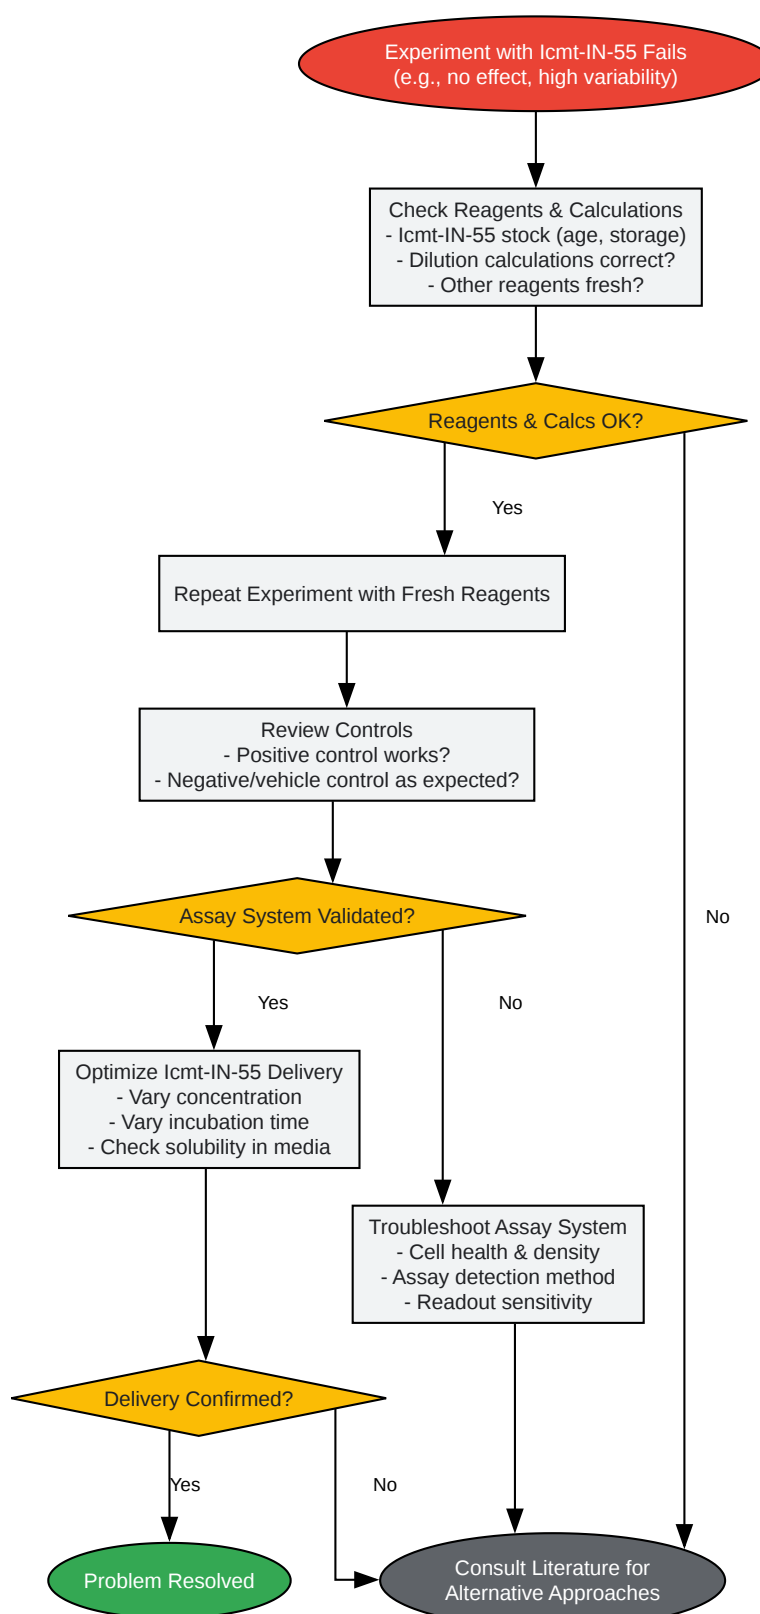 Experiment with Icmt-IN-55 Fails
(e.g., no effect, high variability)
Check Reagents & Calculations
- Icmt-IN-55 stock (age, storage)
- Dilution calculations correct?
- Other reagents fresh?
Reagents & Calcs OK?
Yes
Repeat Experiment with Fresh Reagents
Review Controls
- Positive control works?
- Negative/vehicle control as expected?
Assay System Validated?
No
Yes
No
Optimize Icmt-IN-55 Delivery
- Vary concentration
- Vary incubation time
- Check solubility in media
Troubleshoot Assay System
- Cell health & density
- Assay detection method
- Readout sensitivity
Delivery Confirmed?
Yes
No
Problem Resolved
Consult Literature for
Alternative Approaches